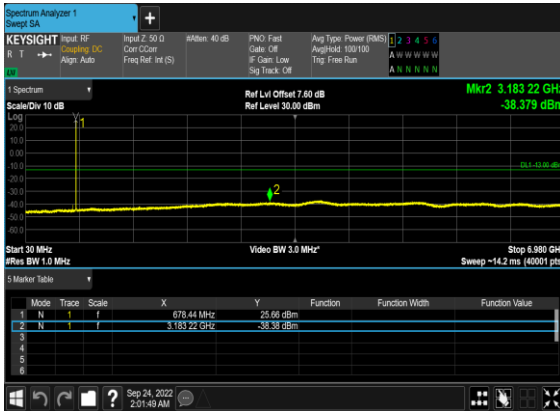 Spectrum Analyzer 1
Swept SA
+
KEYSIGHT
R T
LXI
Input: RF
Coupling: DC
Align: Auto
Input Z: 50 Ω
Corr CCorr
Freq Ref: Int (S)
#Atten: 40 dB
PNO: Fast
Gate: Off
IF Gain: Low
Sig Track: Off
Avg Type: Power (RMS)
Avg|Hold: 100/100
Trig: Free Run
1 2 3 4 5 6
A W W W W W
A N N N N N
1 Spectrum
Scale/Div 10 dB
Ref Lvl Offset 7.60 dB
Ref Level 30.00 dBm
Mkr2 3.183 22 GHz
-38.379 dBm
Log
20.0
10.0
0.00
-10.0
-20.0
-30.0
-40.0
-50.0
-60.0
1
2
DL1 -13.00 dBm
Start 30 MHz
#Res BW 1.0 MHz
Video BW 3.0 MHz*
Stop 6.980 GHz
Sweep ~14.2 ms (40001 pts)
5 Marker Table
Mode Trace Scale X Y Function Function Width Function Value
1 N 1 f 678.44 MHz 25.66 dBm
2 N 1 f 3.183 22 GHz -38.38 dBm
3
4
5
6
?
Sep 24, 2022
2:01:49 AM